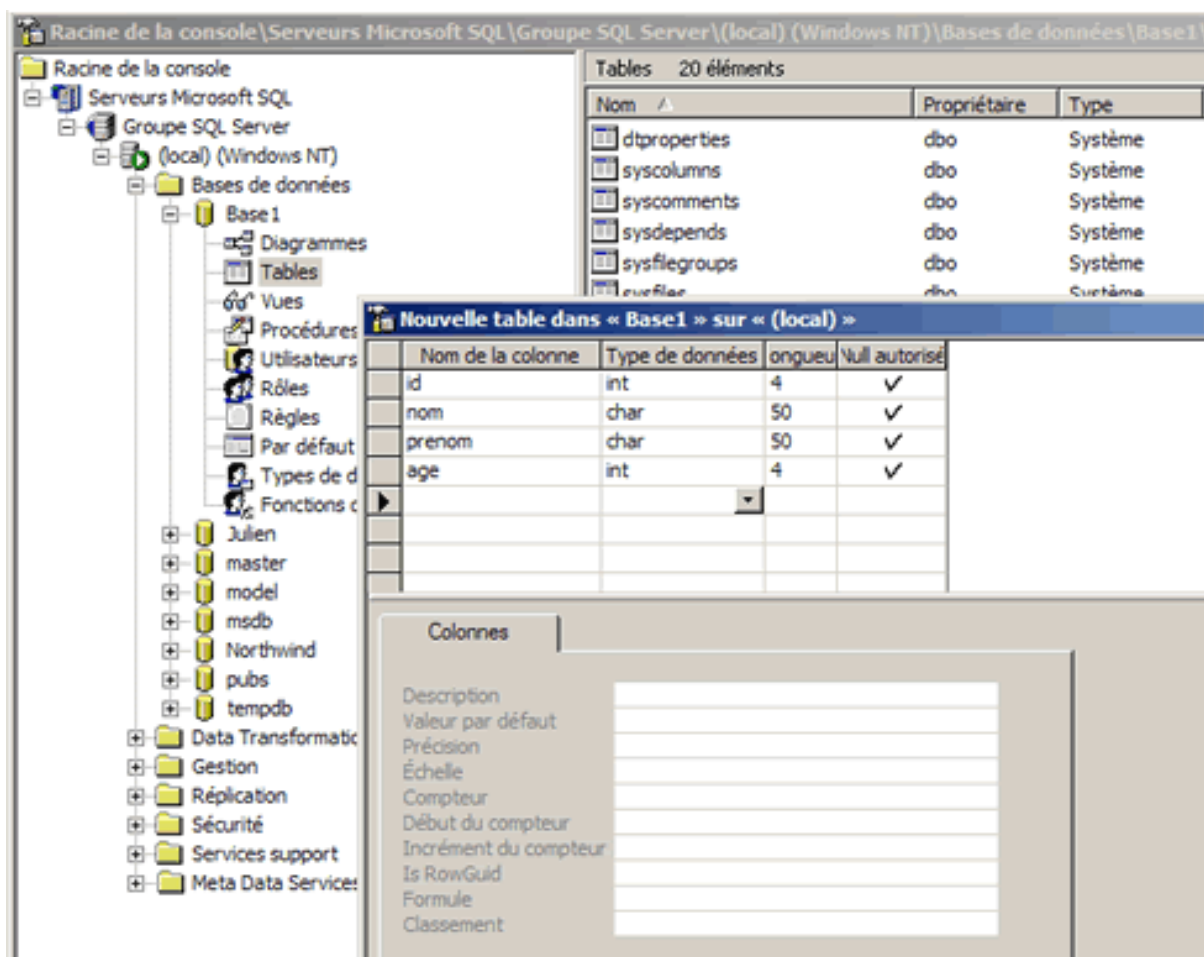 Racine de la console\Serveurs Microsoft SQL\Groupe SQL Server\(local) (Windows NT)\Bases de données\Base1\
Racine de la console
Serveurs Microsoft SQL
Groupe SQL Server
(local) (Windows NT)
Bases de données
Base1
Diagrammes
Tables
Vues
Procédures
Utilisateurs
Rôles
Règles
Par défaut
Types de d
Fonctions d
Julien
master
model
msdb
Northwind
pubs
tempdb
Data Transformatio
Gestion
Réplication
Sécurité
Services support
Meta Data Services
Tables 20 éléments
Nom Propriétaire Type
dtproperties dbo Système
syscolumns dbo Système
syscomments dbo Système
sysdepends dbo Système
sysfilegroups dbo Système
sysfiles dbo Système
Nouvelle table dans « Base1 » sur « (local) »
Nom de la colonne Type de données ongueu Null autorisé
id int 4 ✓
nom char 50 ✓
prenom char 50 ✓
age int 4 ✓
Colonnes
Description
Valeur par défaut
Précision
Échelle
Compteur
Début du compteur
Incrément du compteur
Is RowGuid
Formule
Classement